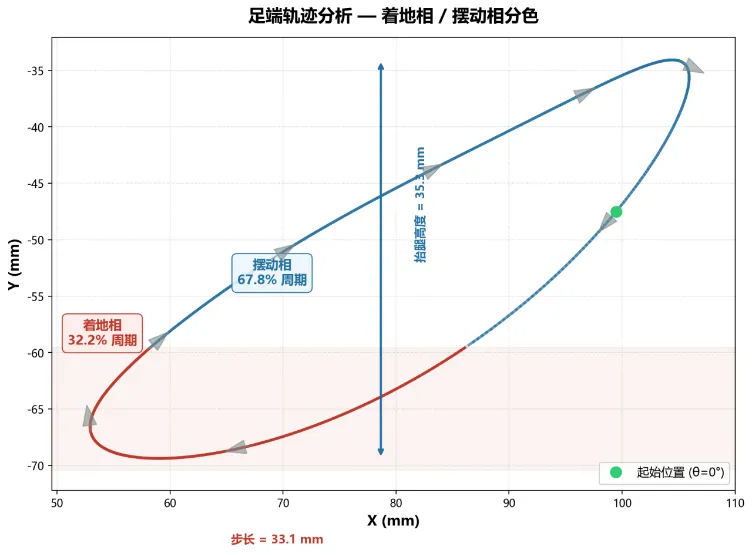 足端轨迹分析 — 着地相 / 摆动相分色
Y (mm)
-35
-40
-45
-50
-55
-60
-65
-70
抬腿高度 = 35.3 mm
摆动相
67.8% 周期
着地相
32.2% 周期
起始位置 (θ=0°)
50
60
70
80
90
100
110
X (mm)
步长 = 33.1 mm